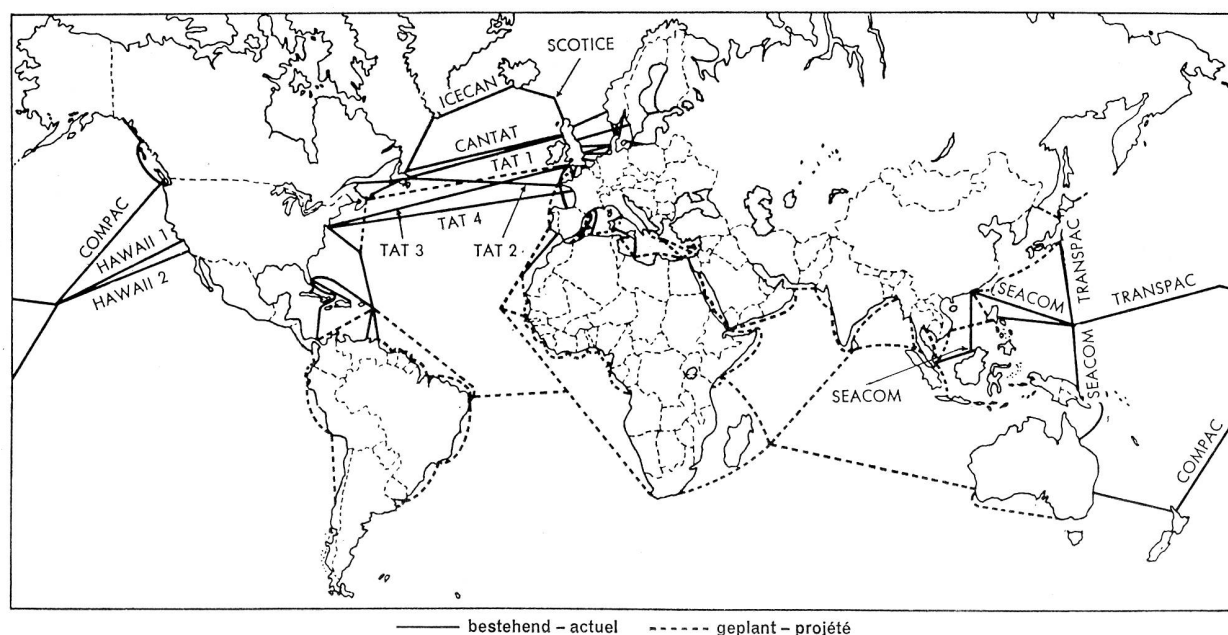 SCOTICE
ICECAN
CANTAT
TAT 1
COMPAC
HAWAII 1
HAWAII 2
TAT 3
TAT 4
TAT 2
SEACOM
TRANSPAC
TRANSPAC
SEACOM
SEACOM
COMPAC
bestehend – actuel
geplant – projété